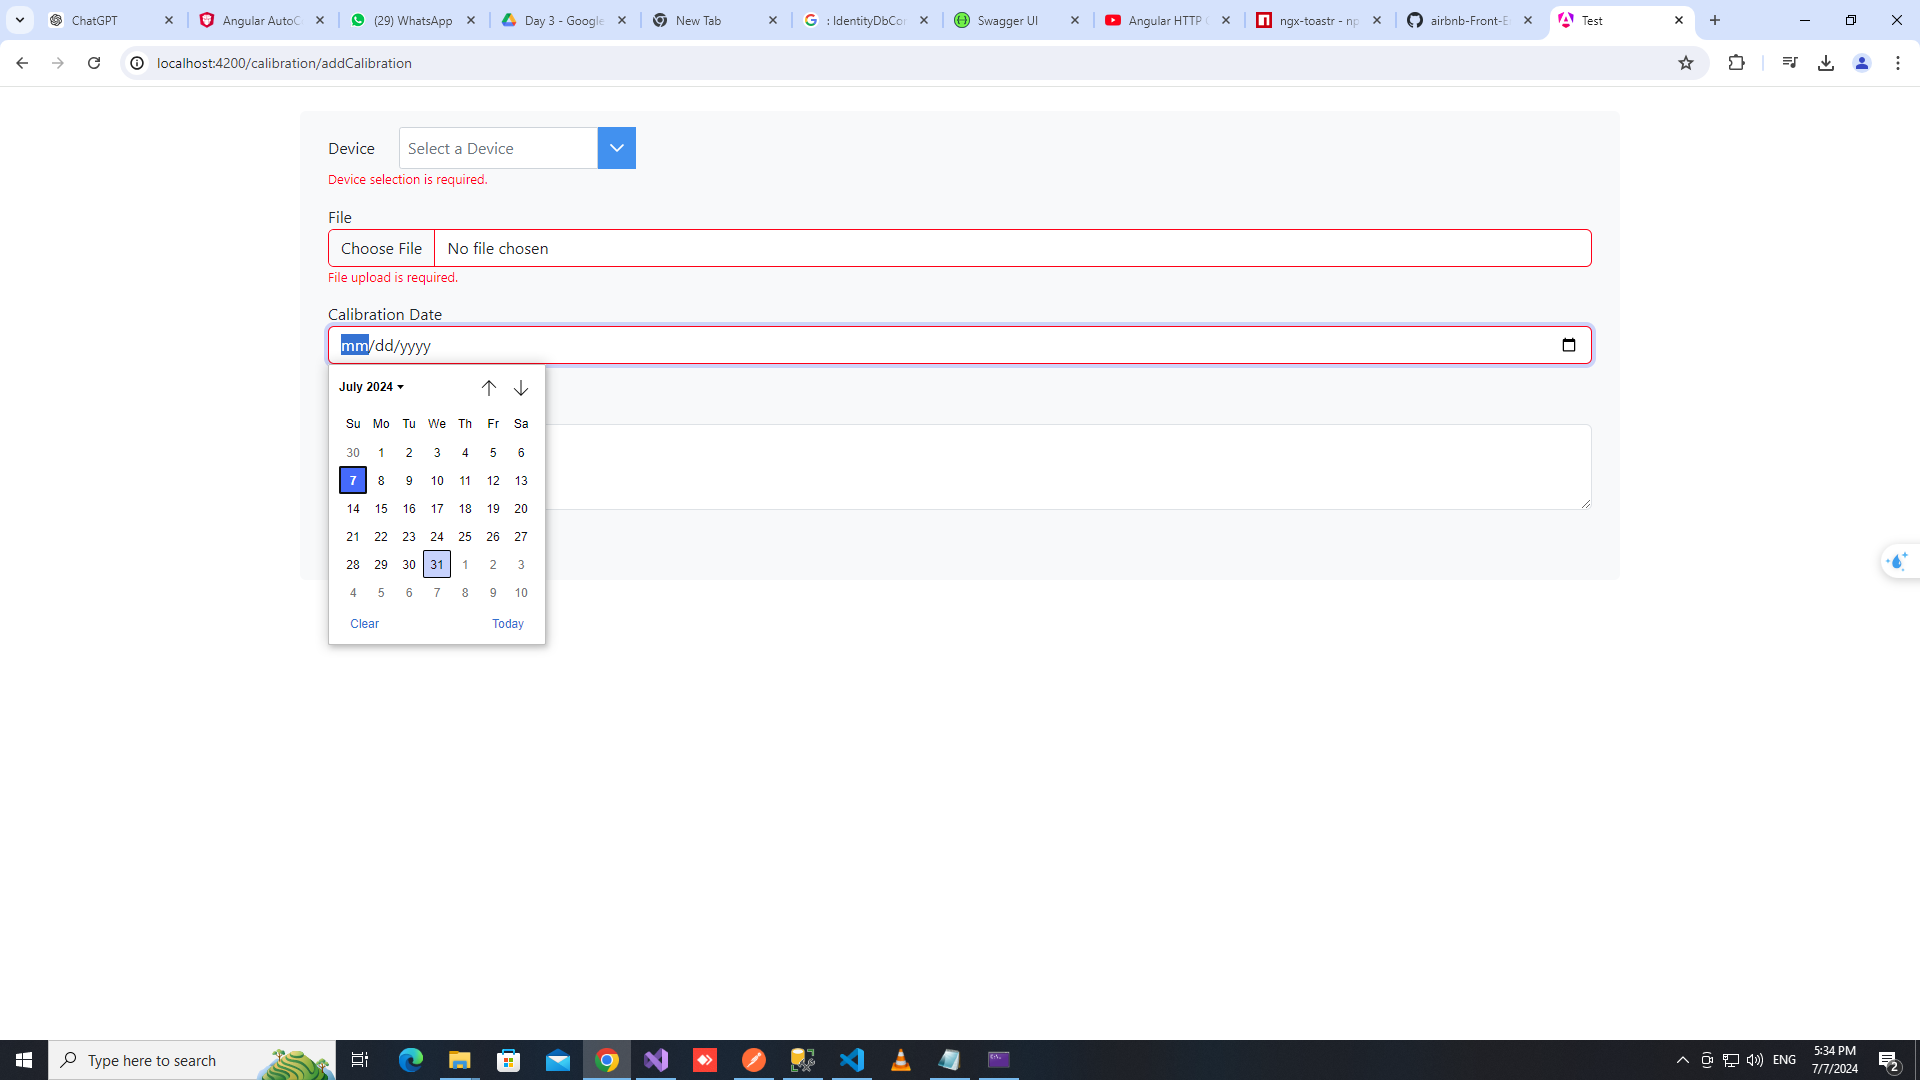 ChatGPT
Angular AutoCo
(29) WhatsApp
Day 3 - Google
New Tab
: IdentityDbCon
Swagger UI
Angular HTTP C
ngx-toastr - np
airbnb-Front-En
Test
localhost:4200/calibration/addCalibration
Device
Select a Device
Device selection is required.
File
Choose File
No file chosen
File upload is required.
Calibration Date
mm/dd/yyyy
July 2024
Su Mo Tu We Th Fr Sa
30 1 2 3 4 5 6
7 8 9 10 11 12 13
14 15 16 17 18 19 20
21 22 23 24 25 26 27
28 29 30 31 1 2 3
4 5 6 7 8 9 10
Clear Today
Type here to search
ENG
5:34 PM
7/7/2024
2